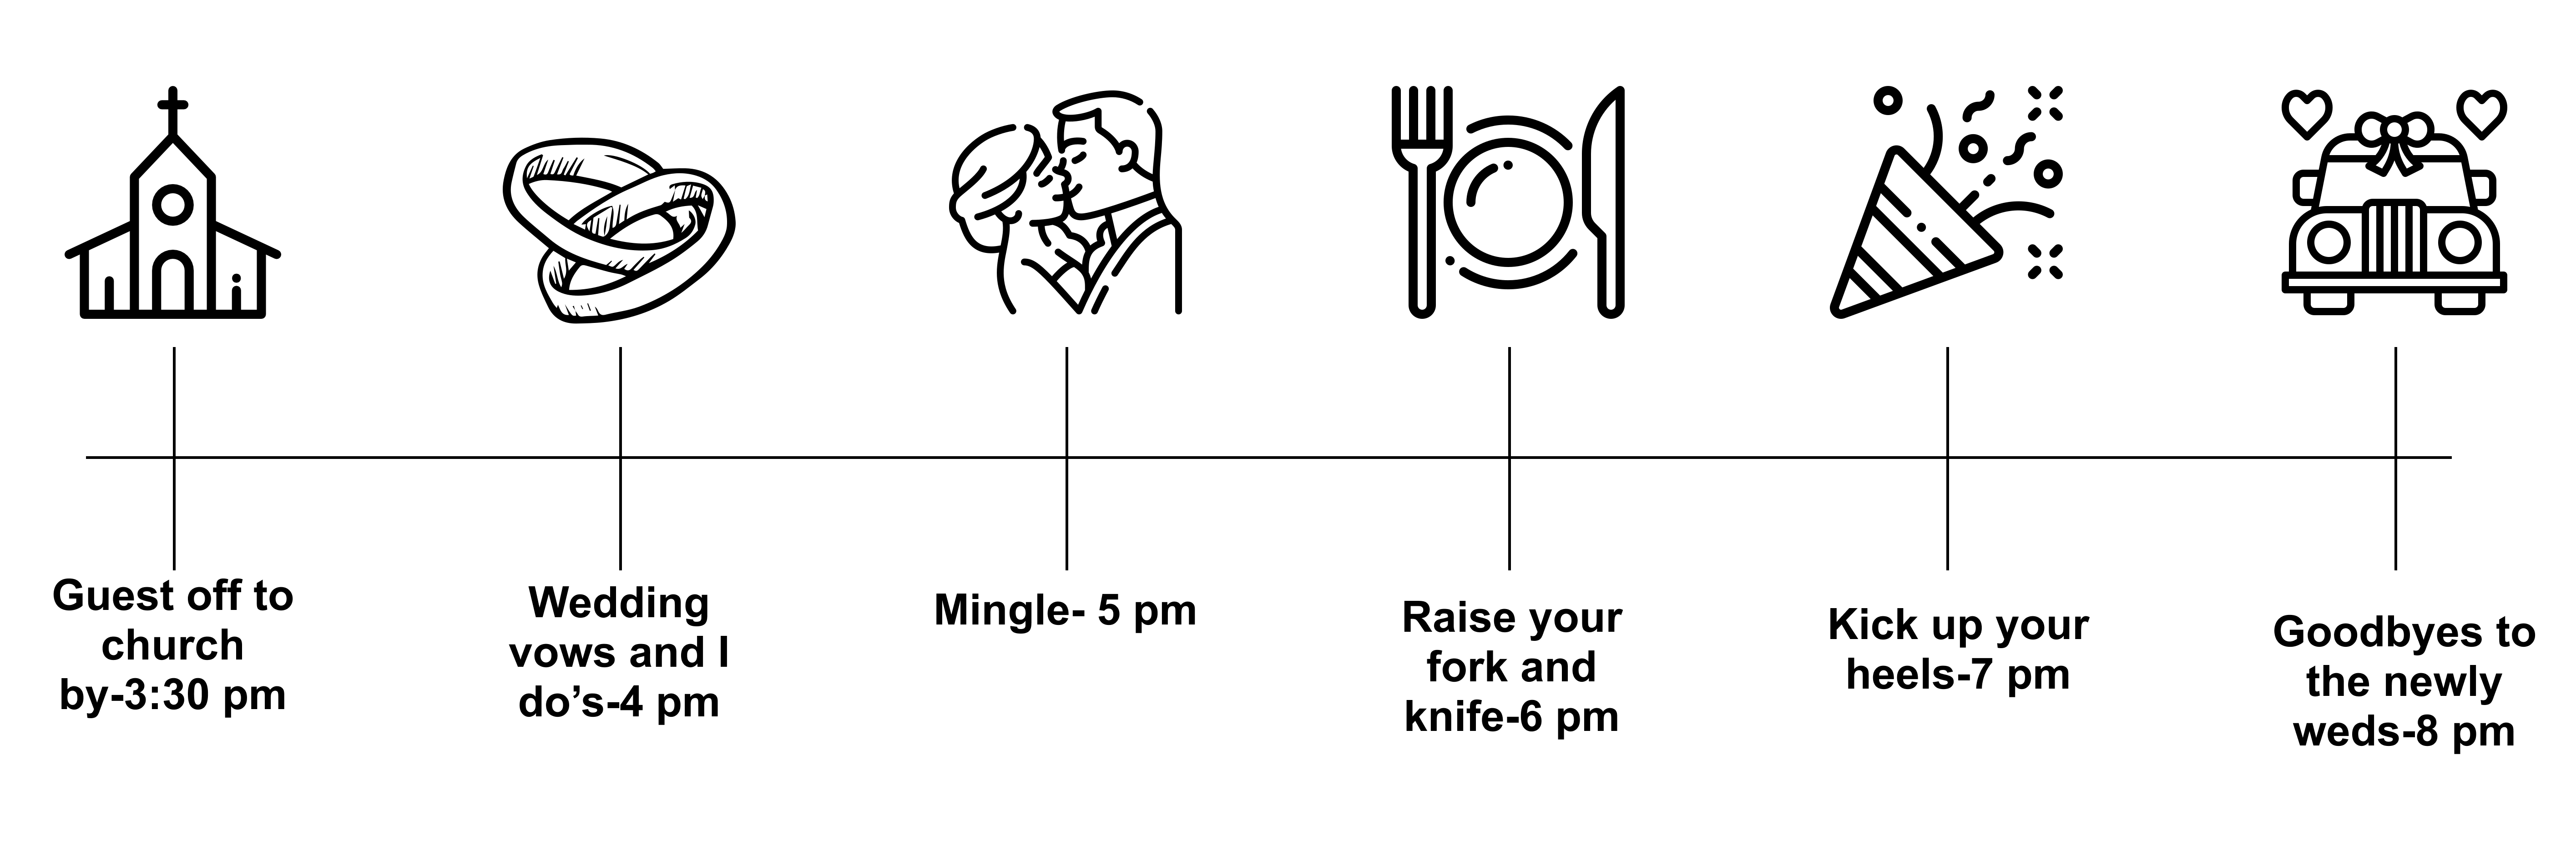 Guest off to
church
by-3:30 pm
Wedding
vows and I
do’s-4 pm
Mingle- 5 pm
Raise your
fork and
knife-6 pm
Kick up your
heels-7 pm
Goodbyes to
the newly
weds-8 pm